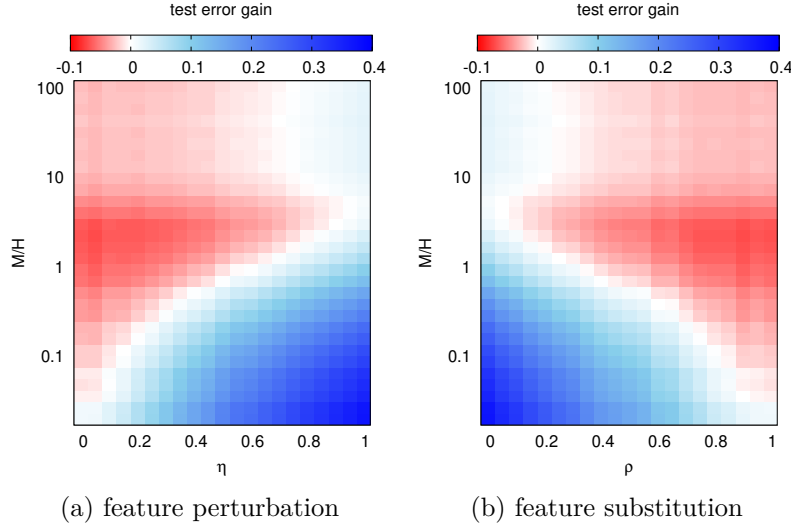 test error gain
-0.1 0 0.1 0.2 0.3 0.4
100
10
M/H
1
0.1
0 0.2 0.4 0.6 0.8 1
η
(a) feature perturbation
test error gain
-0.1 0 0.1 0.2 0.3 0.4
100
10
M/H
1
0.1
0 0.2 0.4 0.6 0.8 1
ρ
(b) feature substitution